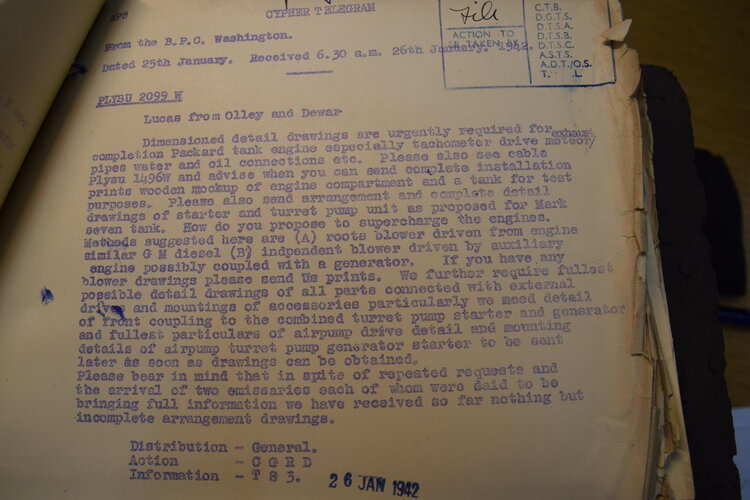 MPS
CYPHER TELEGRAM
From the B.P.C. Washington.
Dated 25th January. Received 6.30 a.m. 26th January, 1942.
File
ACTION TO
BE TAKEN BY
C.T.B.
D.G.T.S.
D.T.S.A.
D.T.S.B.
D.T.S.C.
A.S.T.S.
A.D.T./O.S.
T. L.
PLYSU 2099 W
Lucas from Olley and Dewar
Dimensioned detail drawings are urgently required for exhaust
completion Packard tank engine especially tachometer drive meteor/
pipes water and oil connections etc. Please also see cable
Plysu 1496W and advise when you can send complete installation
prints wooden mockup of engine compartment and a tank for test
purposes. Please also send arrangement and complete detail
drawings of starter and turret pump unit as proposed for Mark
seven tank. How do you propose to supercharge the engines.
Methods suggested here are (A) roots blower driven from engine
similar G M diesel (B) indpendent blower driven by auxiliary
engine possibly coupled with a generator. If you have any
blower drawings please send Us prints. We further require fullest
possible detail drawings of all parts connected with external
drives and mountings of accessories particularly we need detail
of front coupling to the combined turret pump starter and generator
and fullest particulars of airpump drive detail and mounting
details of airpump turret pump generator starter to be sent
later as soon as drawings can be obtained.
Please bear in mind that in spite of repeated requests and
the arrival of two emissaries each of whom were said to be
bringing full information we have received so far nothing but
incomplete arrangement drawings.
Distribution - General.
Action - C G R D
Information - T S 3.
26 JAN 1942